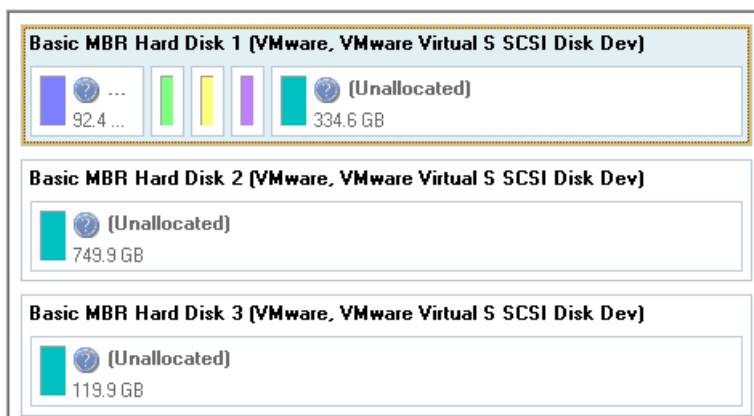 Basic MBR Hard Disk 1 (VMware, VMware Virtual S SCSI Disk Dev)
? ...
92.4 ...
? (Unallocated)
334.6 GB
Basic MBR Hard Disk 2 (VMware, VMware Virtual S SCSI Disk Dev)
? (Unallocated)
749.9 GB
Basic MBR Hard Disk 3 (VMware, VMware Virtual S SCSI Disk Dev)
? (Unallocated)
119.9 GB